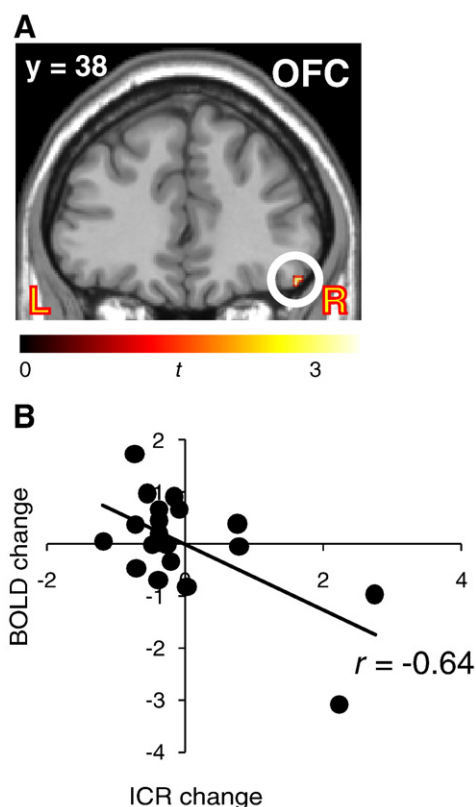 A
y = 38 OFC
L R
0 t 3
B
2
1
-2 0 2 4
-1
-2
-3
-4
BOLD change
r = -0.64
ICR change